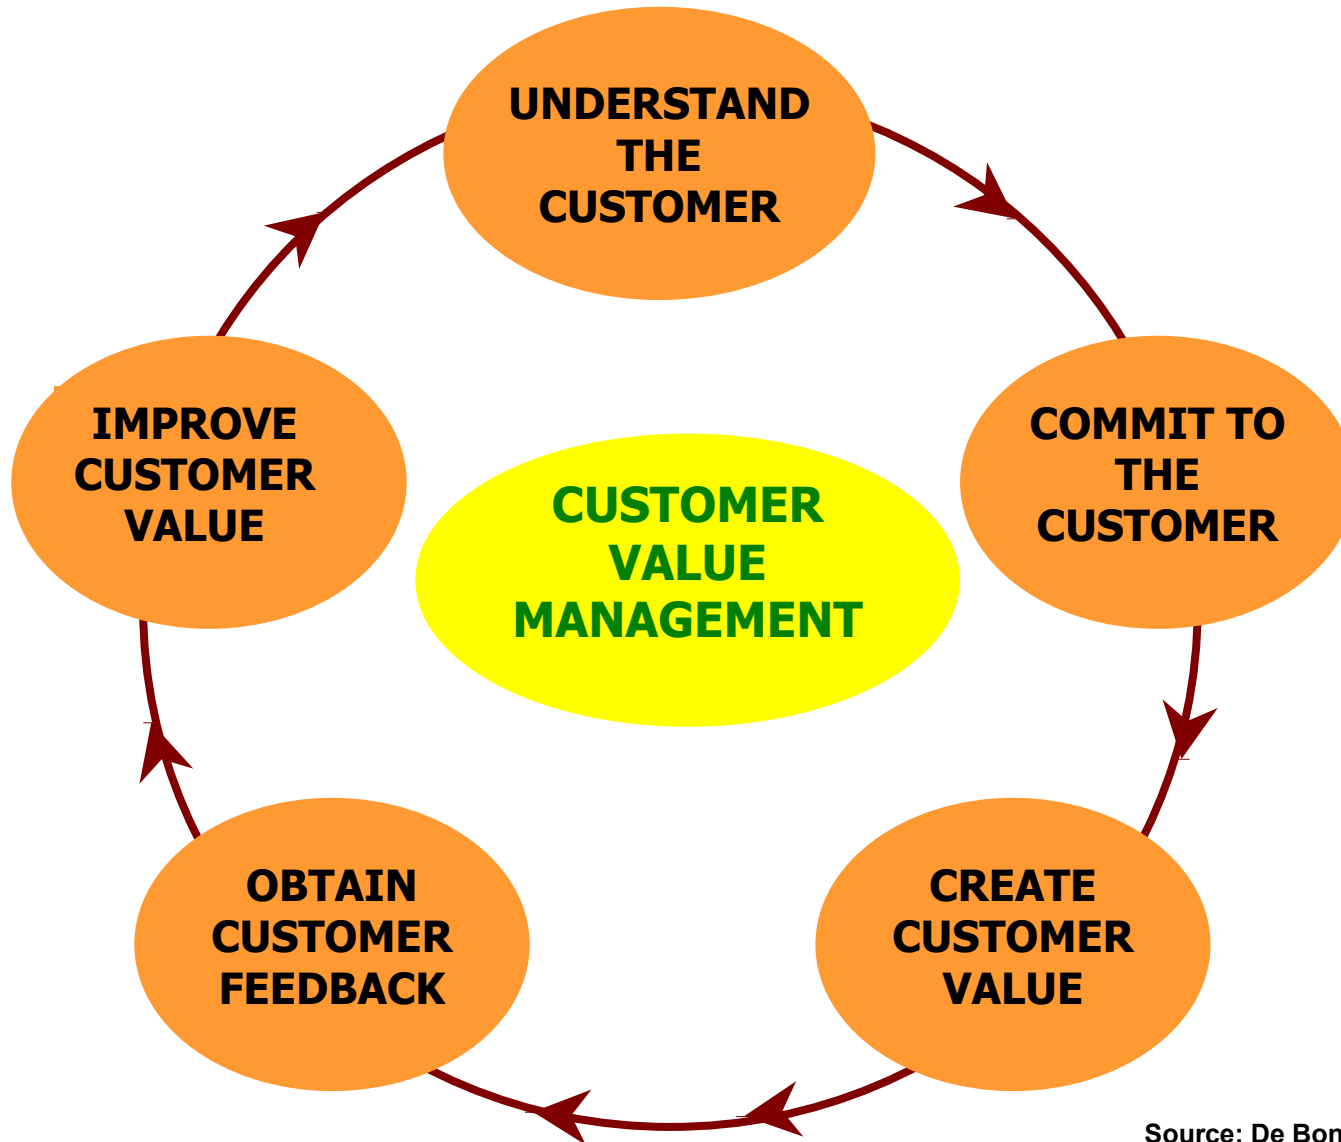 UNDERSTAND
THE
CUSTOMER
COMMIT TO
THE
CUSTOMER
CREATE
CUSTOMER
VALUE
OBTAIN
CUSTOMER
FEEDBACK
IMPROVE
CUSTOMER
VALUE
CUSTOMER
VALUE
MANAGEMENT
Source: De Bon